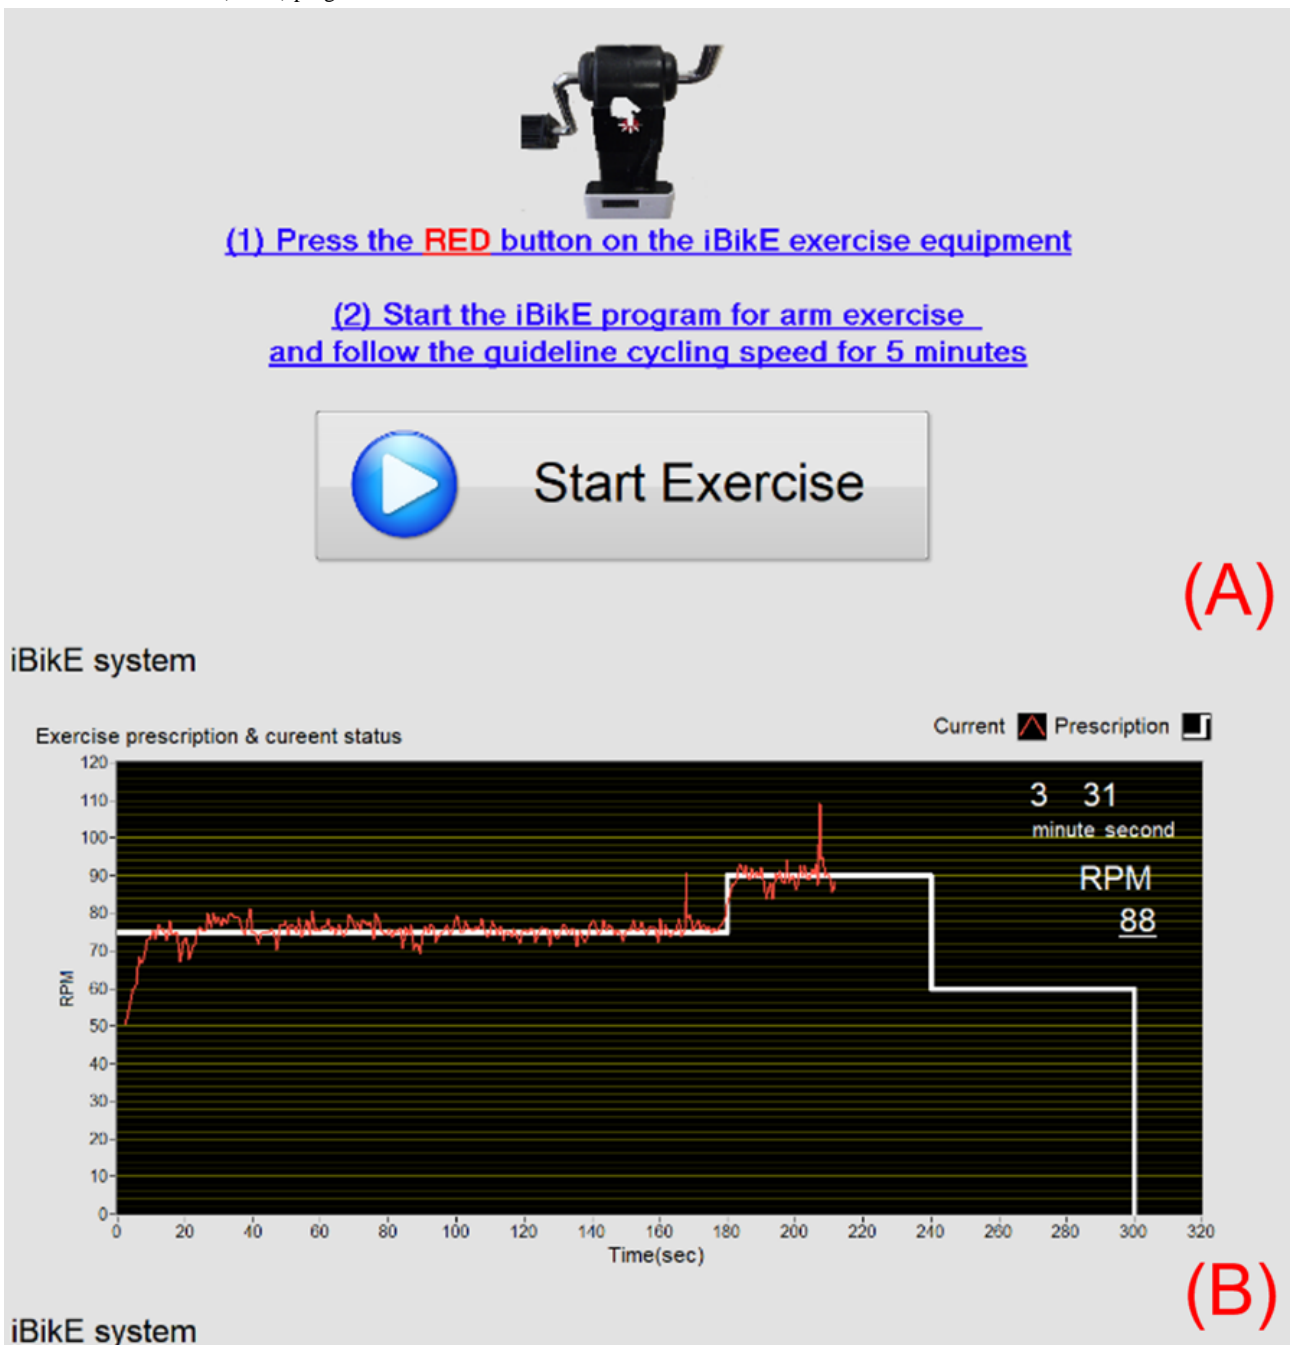 (1) Press the RED button on the iBikE exercise equipment
(2) Start the iBikE program for arm exercise
and follow the guideline cycling speed for 5 minutes
Start Exercise
(A)
iBikE system
Exercise prescription & cureent status
Current Prescription
120
110
100
90
80
70
60
50
40
30
20
10
0
RPM
3 31
minute second
RPM
88
0 20 40 60 80 100 120 140 160 180 200 220 240 260 280 300 320
Time(sec)
(B)
iBikE system